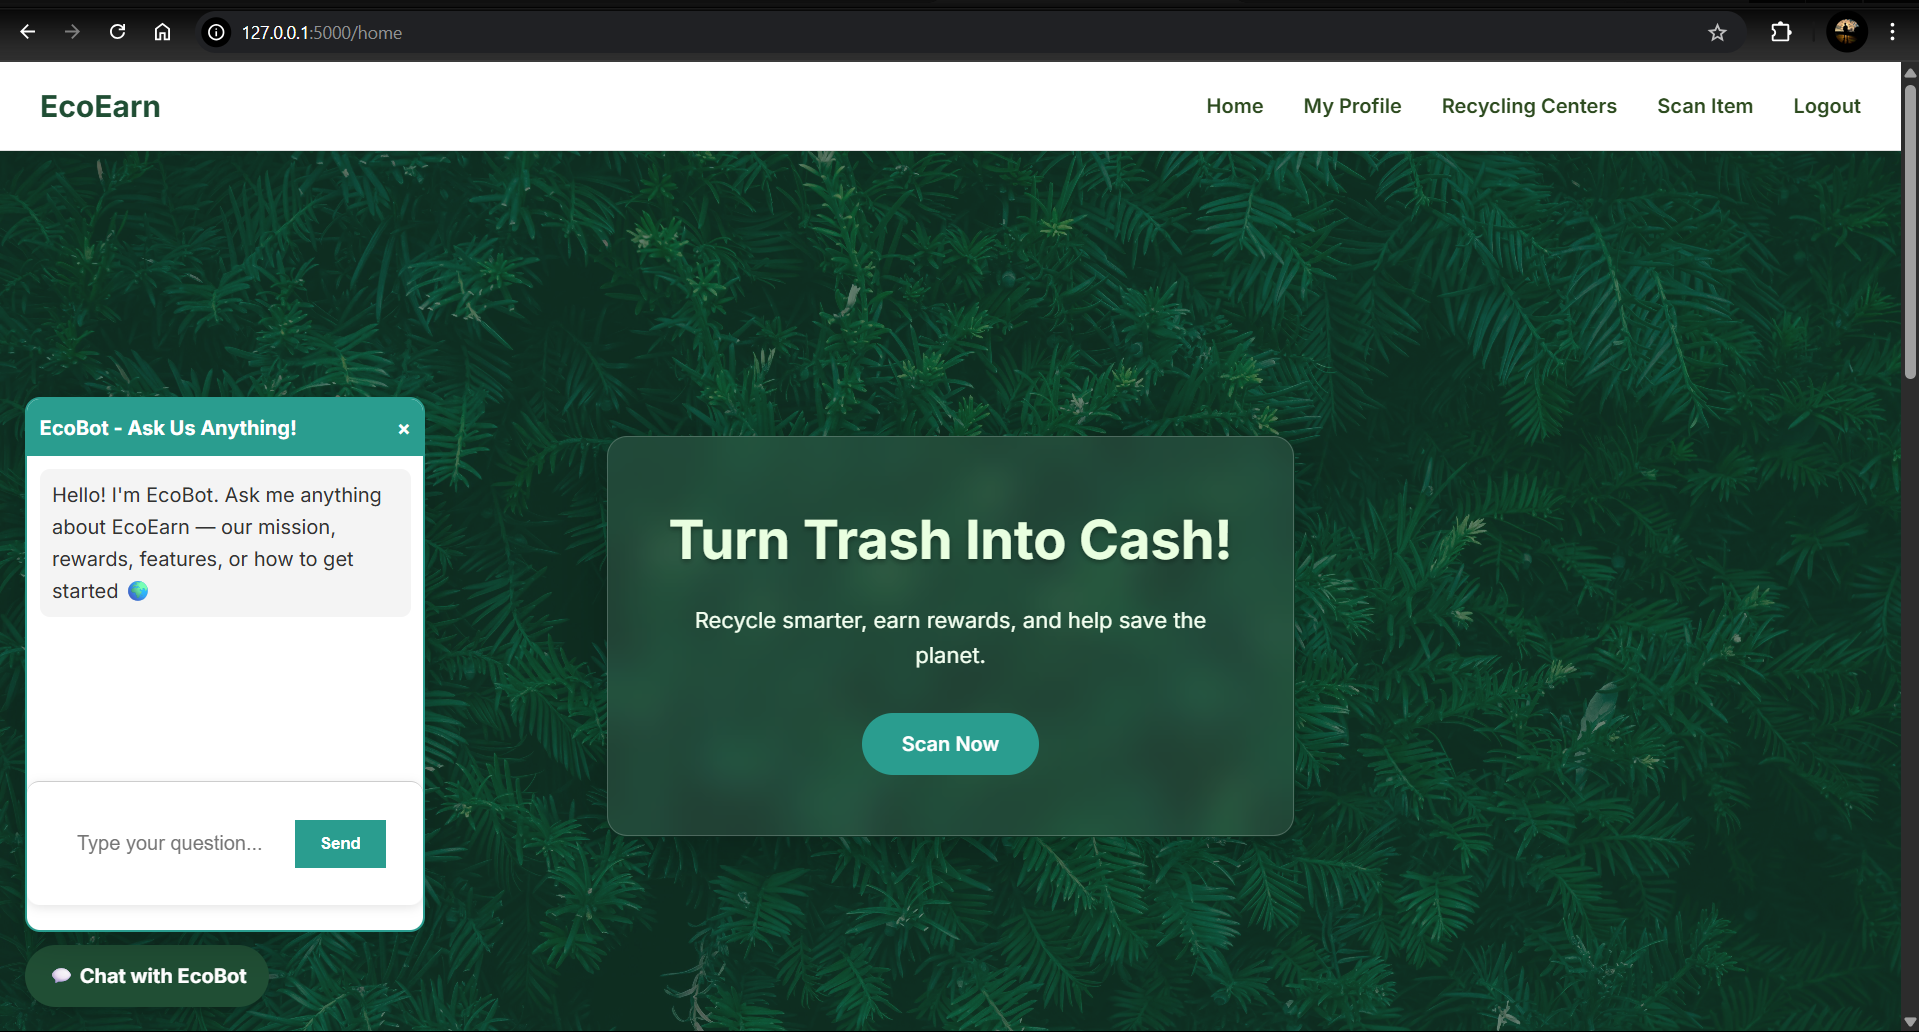 127.0.0.1:5000/home
EcoEarn
Home My Profile Recycling Centers Scan Item Logout
EcoBot - Ask Us Anything! ×
Hello! I'm EcoBot. Ask me anything
about EcoEarn — our mission,
rewards, features, or how to get
started 🌍
Type your question...
Send
💬 Chat with EcoBot
Turn Trash Into Cash!
Recycle smarter, earn rewards, and help save the
planet.
Scan Now